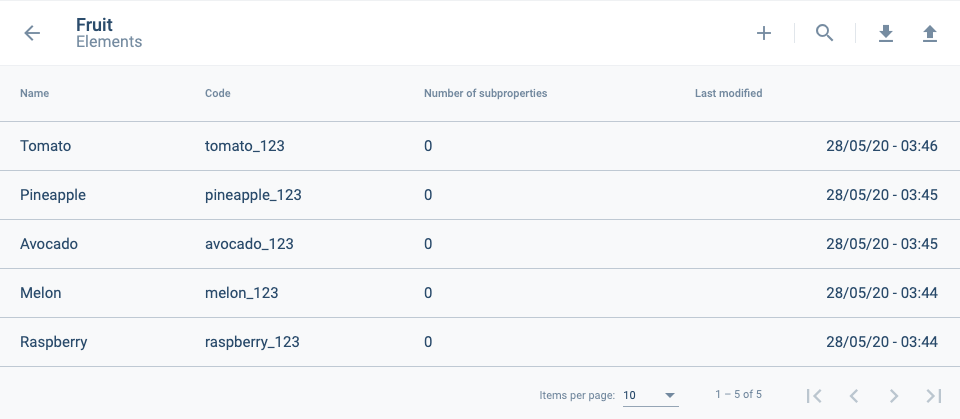 Fruit
Elements
Name Code Number of subproperties Last modified
Tomato tomato_123 0 28/05/20 - 03:46
Pineapple pineapple_123 0 28/05/20 - 03:45
Avocado avocado_123 0 28/05/20 - 03:45
Melon melon_123 0 28/05/20 - 03:44
Raspberry raspberry_123 0 28/05/20 - 03:44
Items per page: 10 1 – 5 of 5